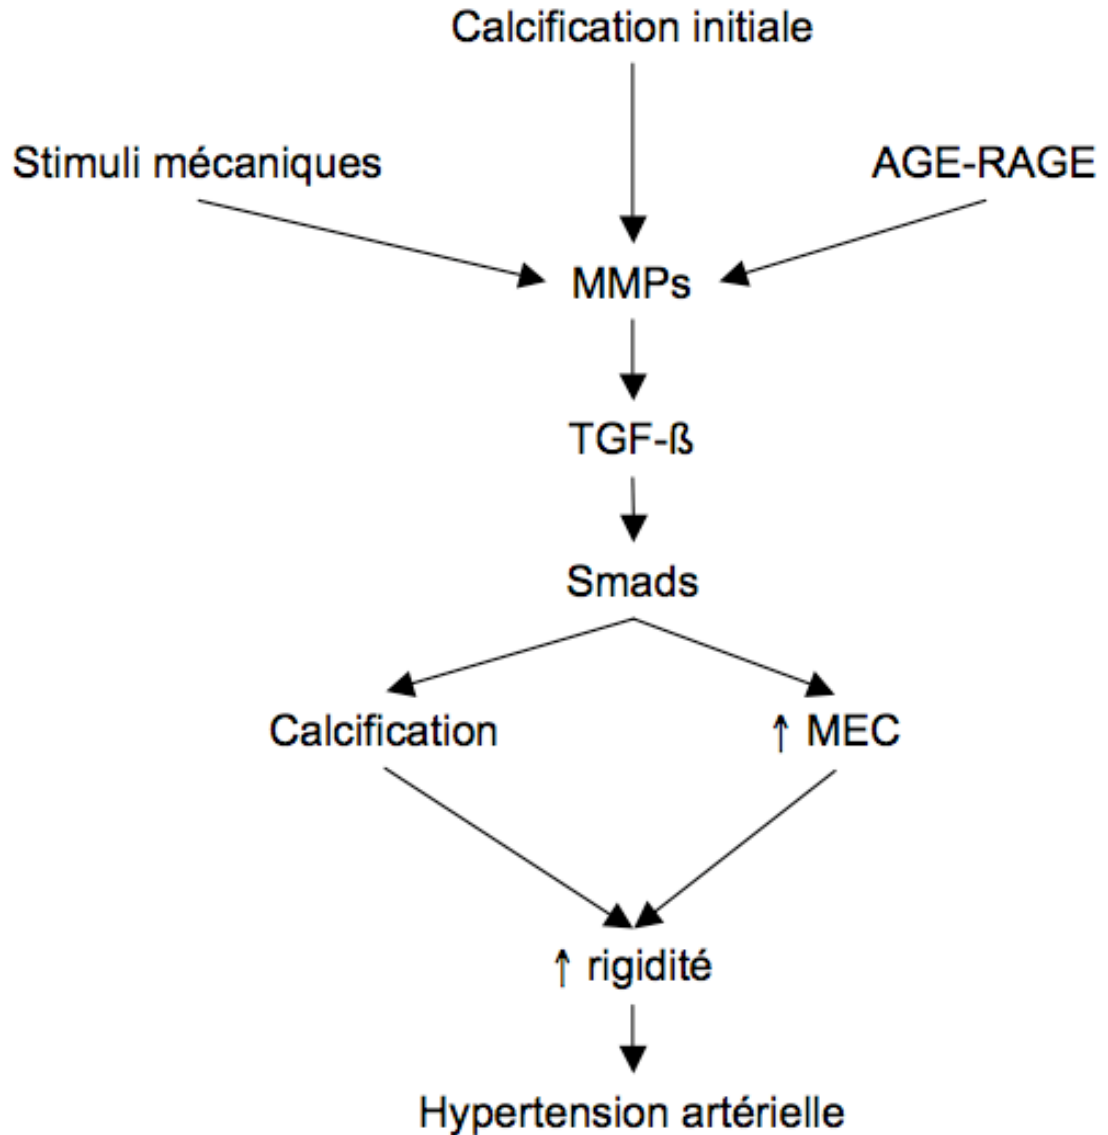 Calcification initiale
Stimuli mécaniques
AGE-RAGE
MMPs
TGF-ß
Smads
Calcification
↑ MEC
↑ rigidité
Hypertension artérielle